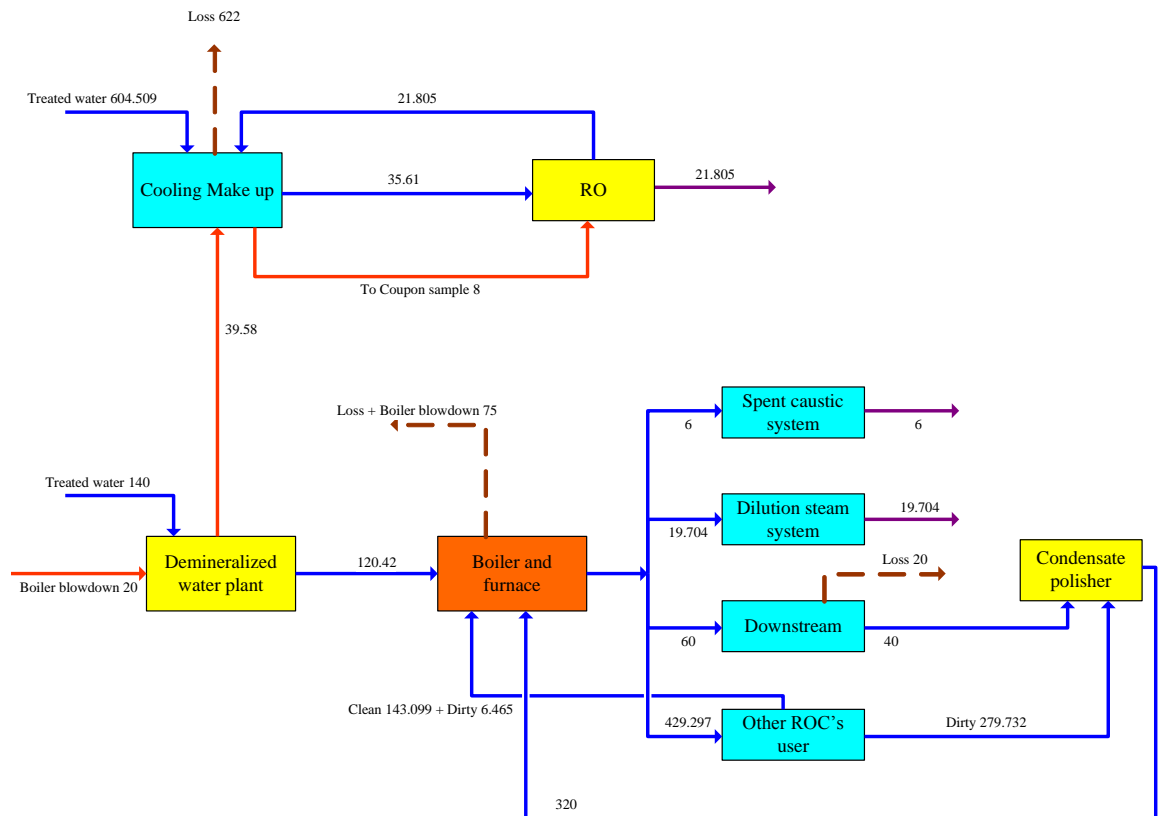 Loss 622
Treated water 604.509
21.805
Cooling Make up
35.61
RO
21.805
To Coupon sample 8
39.58
Loss + Boiler blowdown 75
Spent caustic
system
6
6
Treated water 140
Dilution steam
system
19.704
19.704
Demineralized
water plant
Boiler blowdown 20
120.42
Boiler and
furnace
Loss 20
Condensate
polisher
Downstream
60
40
Clean 143.099 + Dirty 6.465
429.297
Other ROC's
user
Dirty 279.732
320